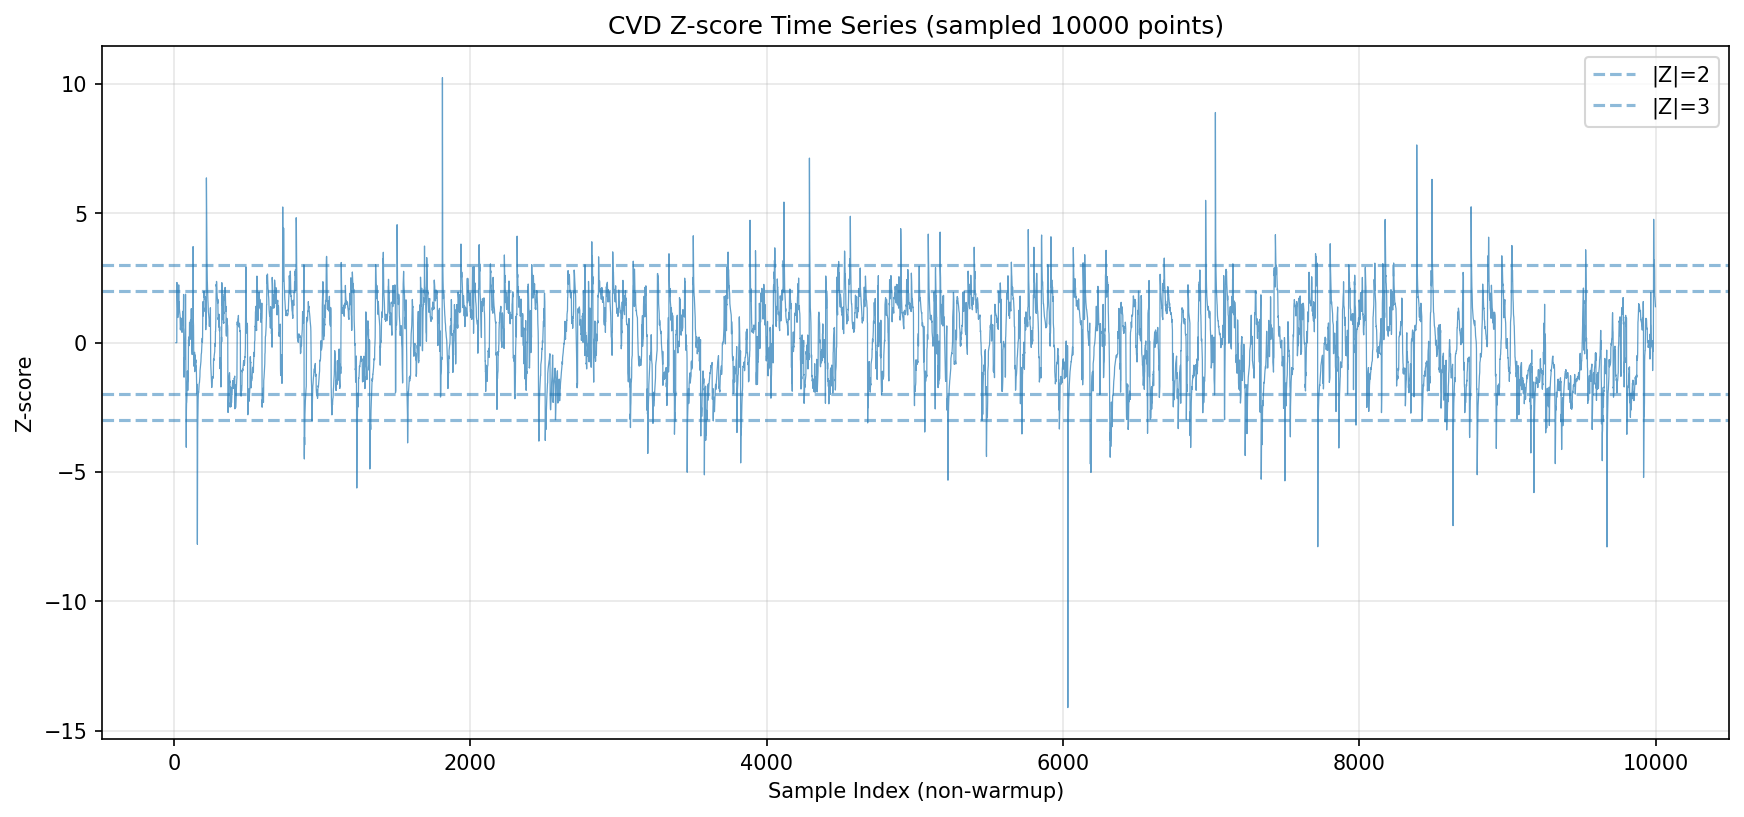 CVD Z-score Time Series (sampled 10000 points)
|Z|=2
|Z|=3
10
5
0
−5
−10
−15
Z-score
0 2000 4000 6000 8000 10000
Sample Index (non-warmup)